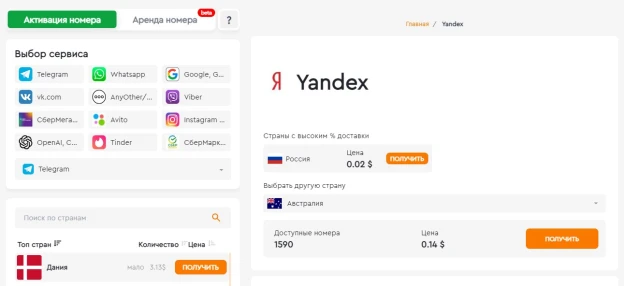 Активация номера
Аренда номера
beta
?
Выбор сервиса
Telegram
Whatsapp
Google, G...
vk.com
AnyOther/...
Viber
СберМега...
Avito
Instagram ...
OpenAI, C...
Tinder
СберМарк...
Telegram
Поиск по странам
Топ стран
Количество
Цена
Дания
мало
3.13$
ПОЛУЧИТЬ
Главная / Yandex
Я Yandex
Страны с высоким % доставки
Россия
Цена
0.02 $
ПОЛУЧИТЬ
Выбрать другую страну
Австралия
Доступные номера
1590
Цена
0.14 $
ПОЛУЧИТЬ